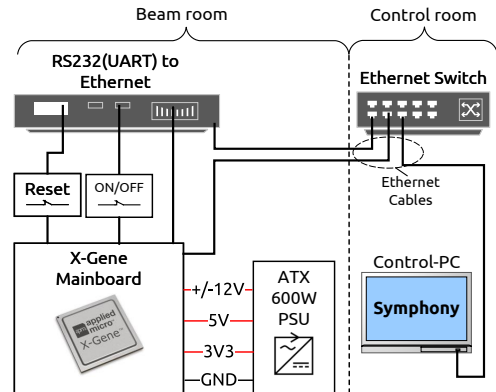 Beam room
Control room
RS232(UART) to
Ethernet
Ethernet Switch
Reset
ON/OFF
Ethernet
Cables
X-Gene
Mainboard
applied
micro
X-Gene™
+/-12V
5V
3V3
GND
ATX
600W
PSU
Control-PC
Symphony